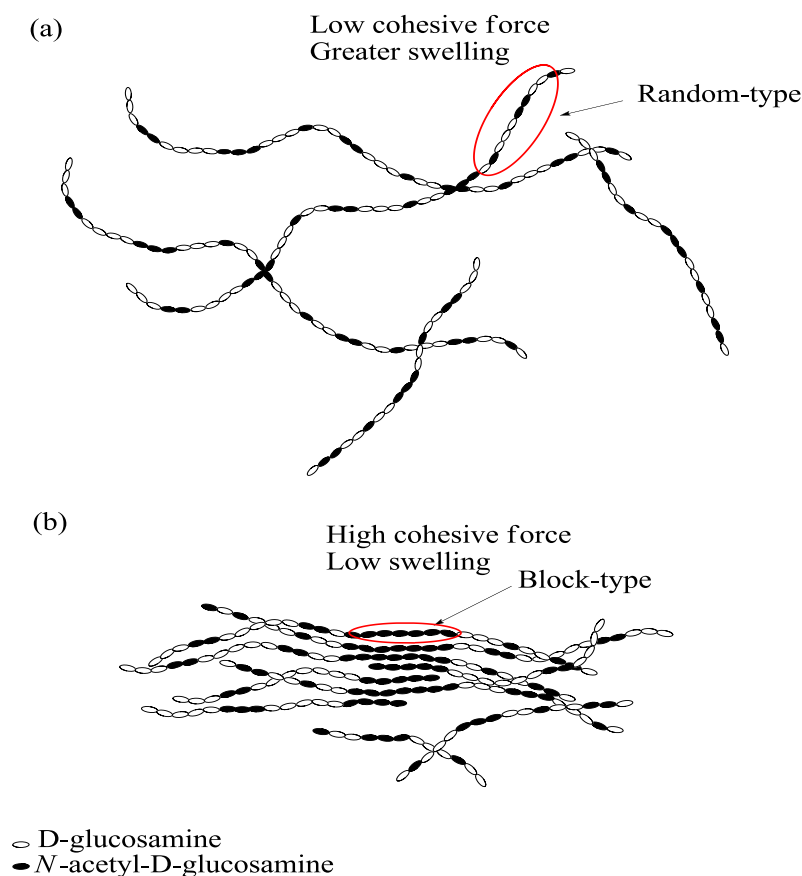 (a)
Low cohesive force
Greater swelling
Random-type
(b)
High cohesive force
Low swelling
Block-type
D-glucosamine
N-acetyl-D-glucosamine